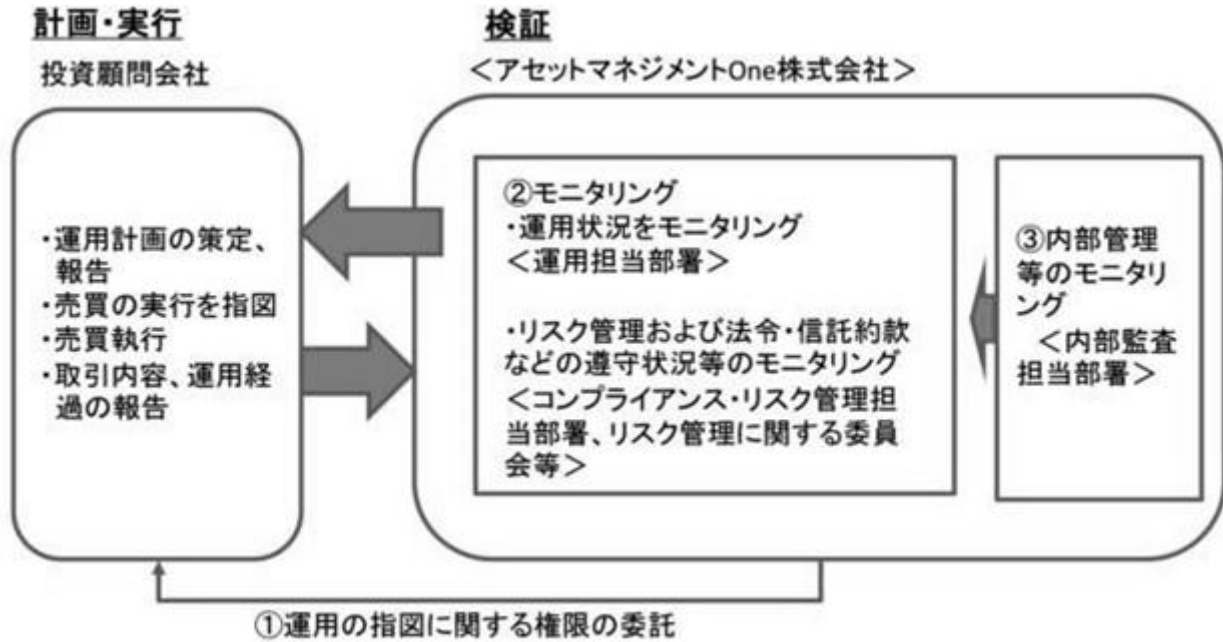 計画・実行
投資顧問会社
・運用計画の策定、
報告
・売買の実行を指図
・売買執行
・取引内容、運用経
過の報告
検証
＜アセットマネジメントOne株式会社＞
②モニタリング
・運用状況をモニタリング
＜運用担当部署＞
・リスク管理および法令・信託約款
などの遵守状況等のモニタリング
＜コンプライアンス・リスク管理担
当部署、リスク管理に関する委員
会等＞
③内部管理
等のモニタリ
ング
＜内部監査
担当部署＞
①運用の指図に関する権限の委託